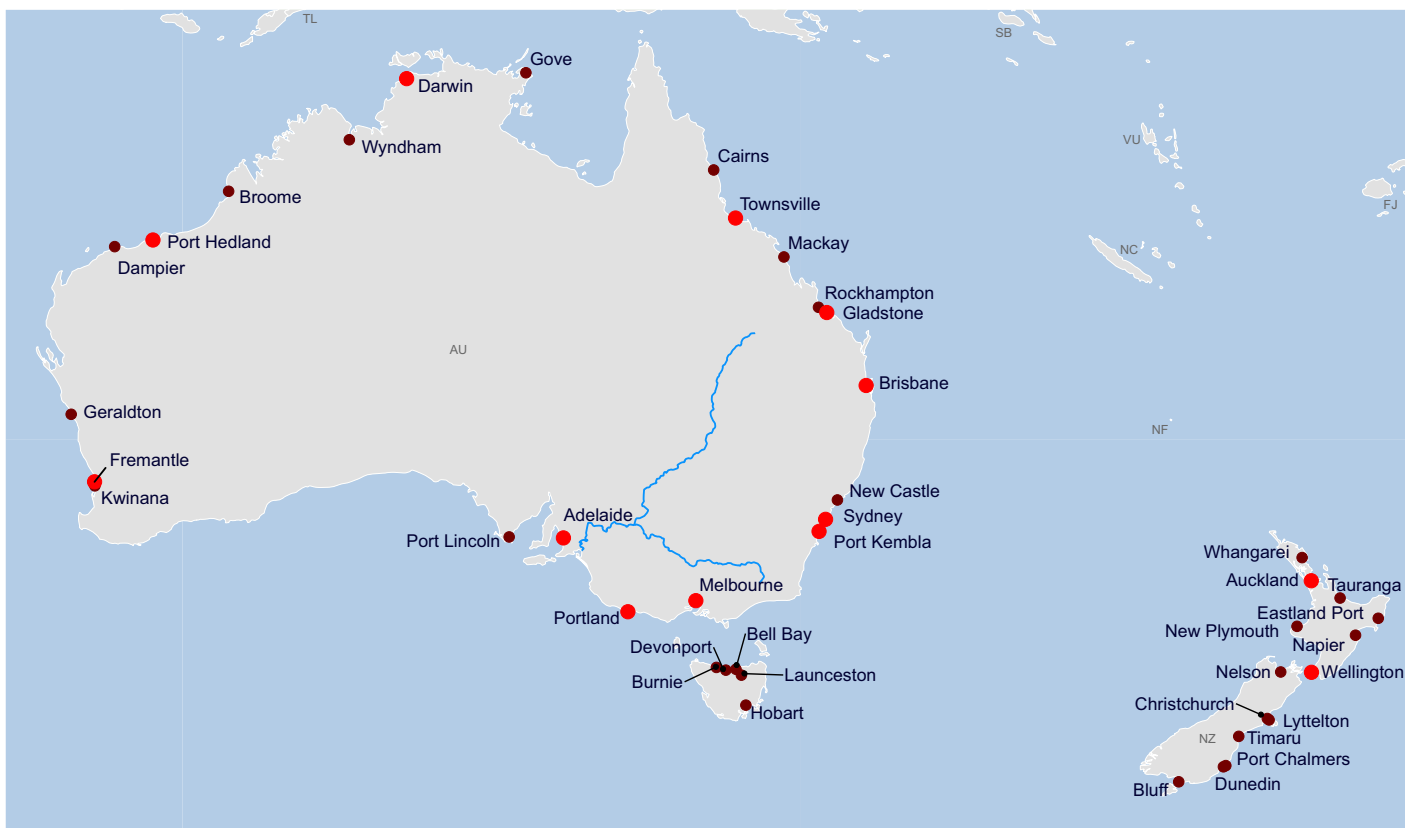 TL
SB
Gove
Darwin
VU
Wyndham
Cairns
Broome
Townsville
FJ
Port Hedland
Mackay
NC
Dampier
Rockhampton
Gladstone
AU
Brisbane
Geraldton
NF
Fremantle
Kwinana
New Castle
Adelaide
Sydney
Port Lincoln
Port Kembla
Whangarei
Auckland
Melbourne
Tauranga
Portland
Eastland Port
New Plymouth
Bell Bay
Devonport
Napier
Nelson
Wellington
Launceston
Burnie
Christchurch
Hobart
Lyttelton
NZ
Timaru
Port Chalmers
Dunedin
Bluff